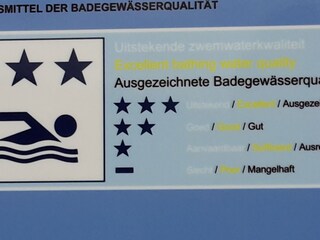 SMITTEL DER BADEGEWÄSSERQUALITÄT
Uitstekende zwemwaterkwaliteit
Excellent bathing water quality
Ausgezeichnete Badegewässerqua
Uitstekend / Excellent / Ausgezei
Goed / Good / Gut
Aanvaardbaar / Sufficient / Ausre
Slecht / Poor / Mangelhaft